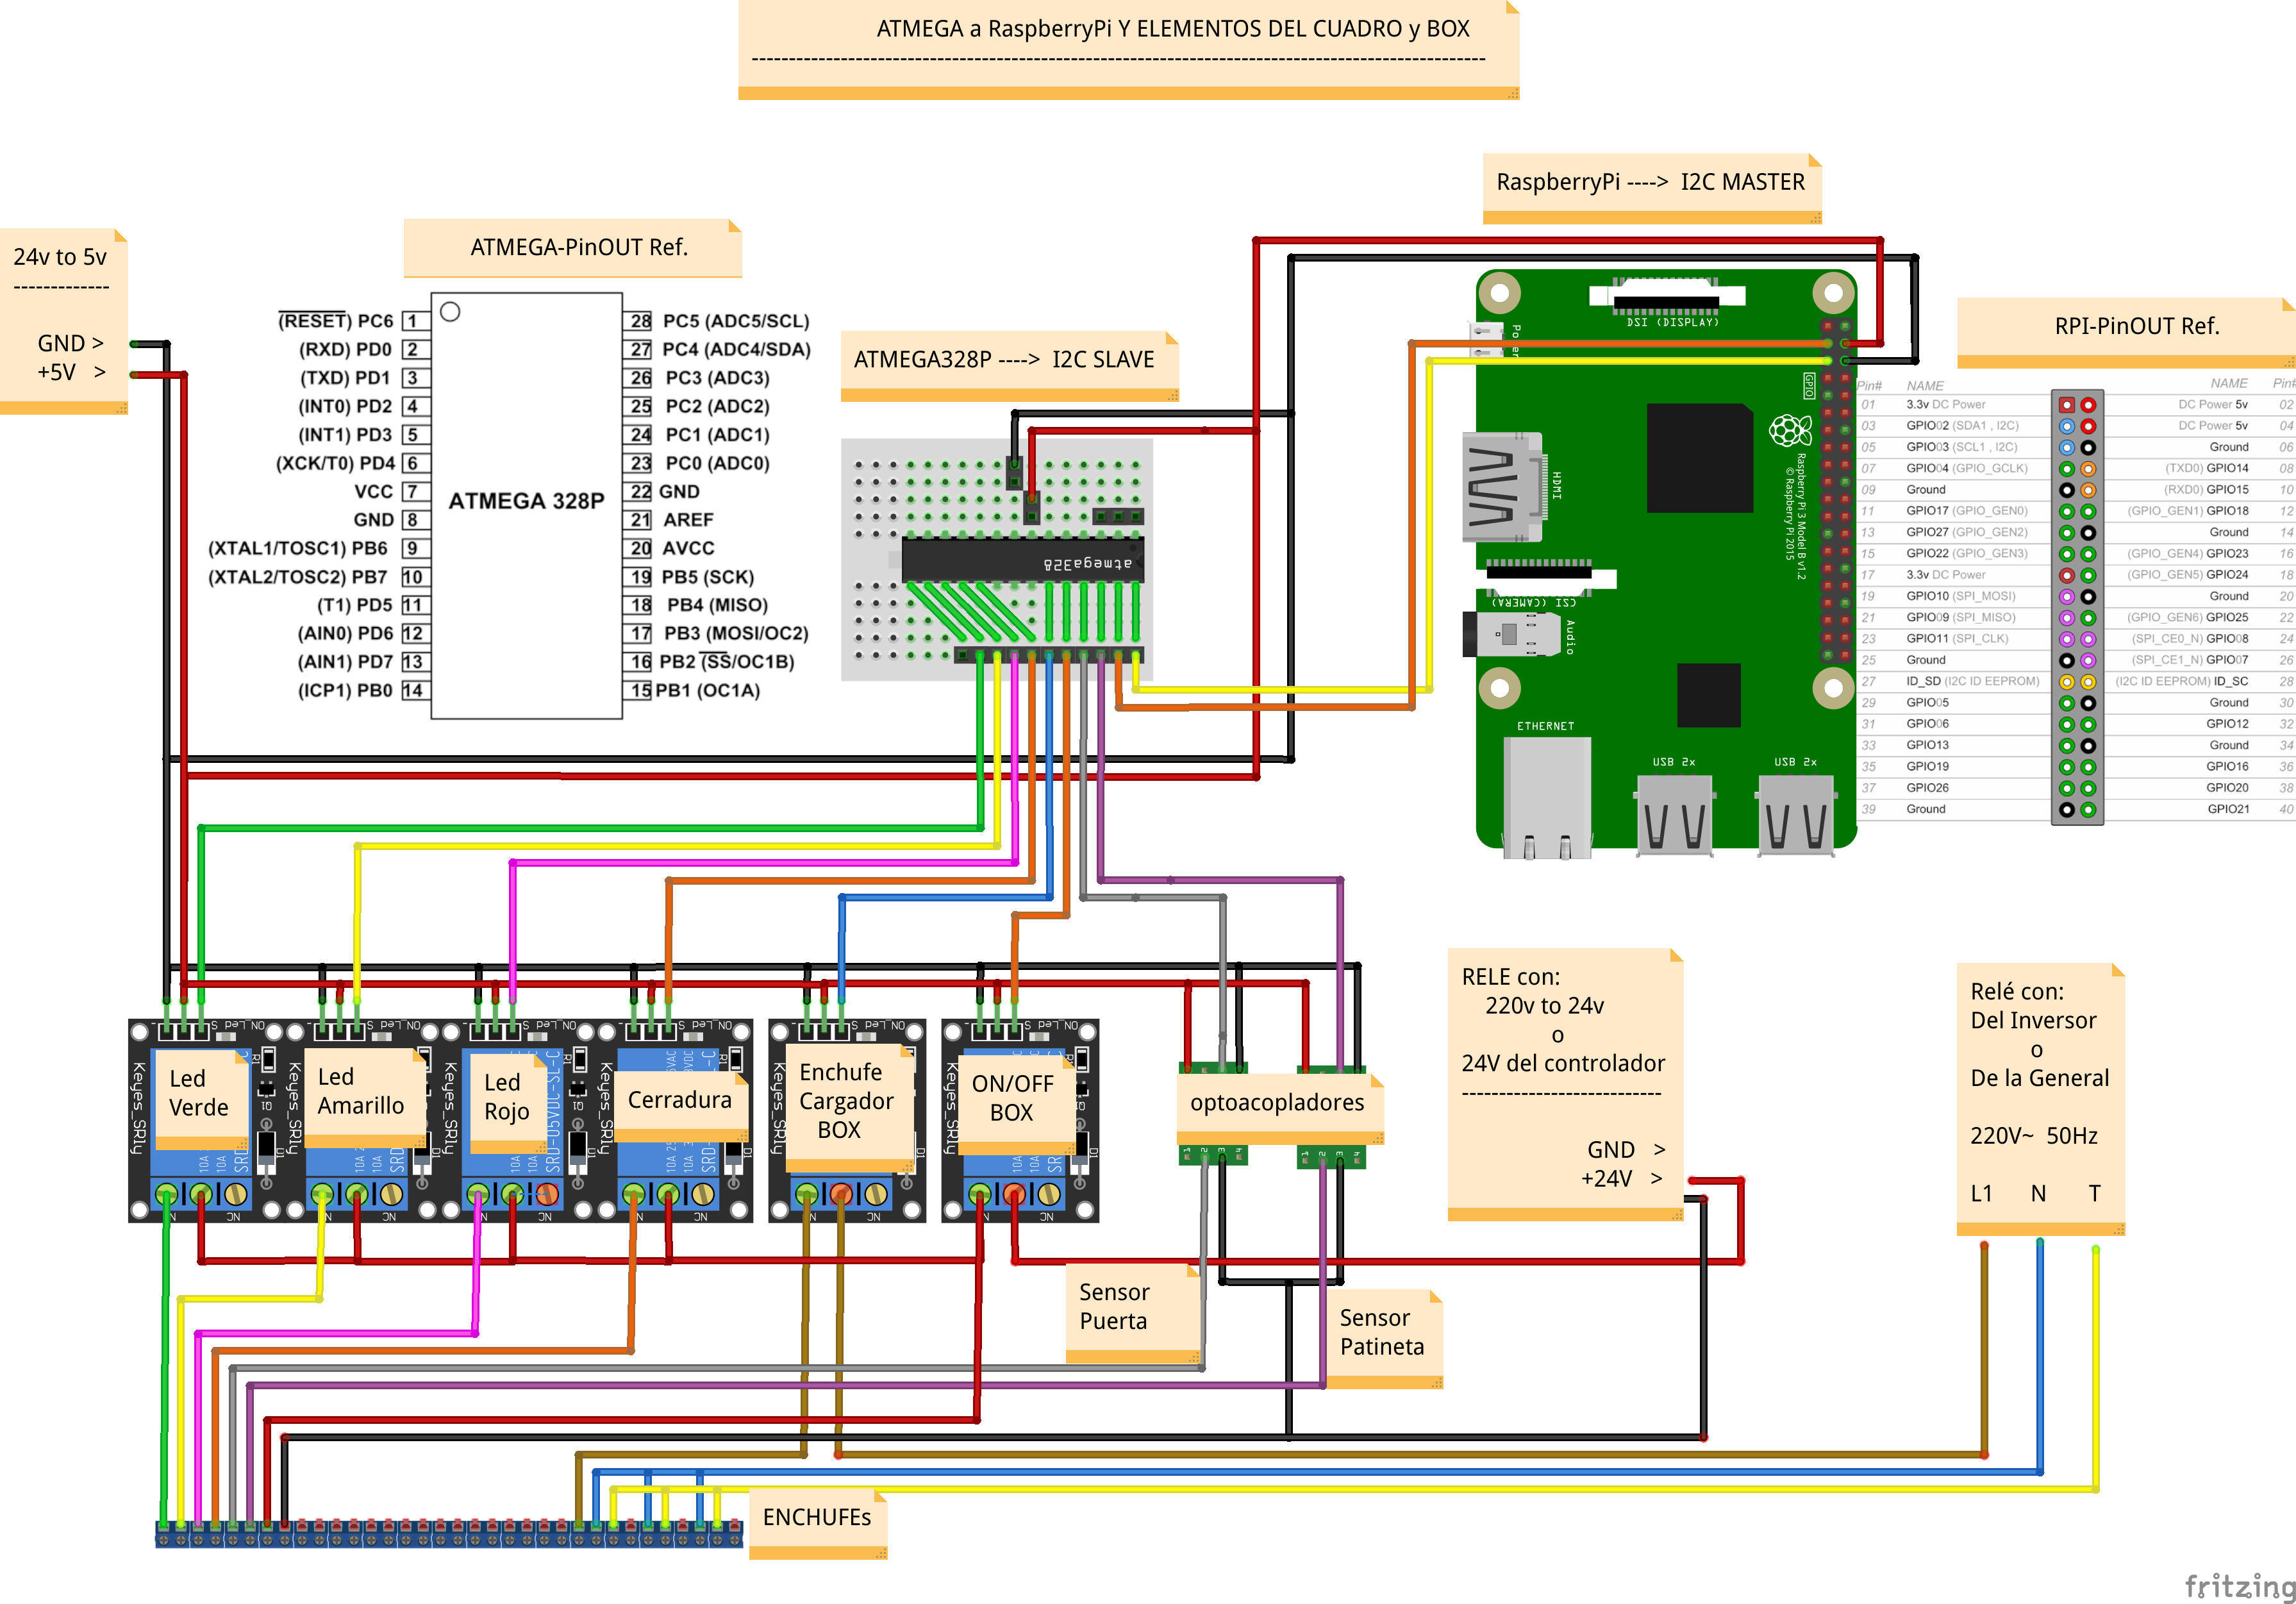 ATMEGA a RaspberryPi Y ELEMENTOS DEL CUADRO y BOX
RaspberryPi ----> I2C MASTER
24v to 5v
-------------
GND >
+5V >
ATMEGA-PinOUT Ref.
(RESET) PC6 1
(RXD) PD0 2
(TXD) PD1 3
(INT0) PD2 4
(INT1) PD3 5
(XCK/T0) PD4 6
VCC 7
GND 8
(XTAL1/TOSC1) PB6 9
(XTAL2/TOSC2) PB7 10
(T1) PD5 11
(AIN0) PD6 12
(AIN1) PD7 13
(ICP1) PB0 14
ATMEGA 328P
28 PC5 (ADC5/SCL)
27 PC4 (ADC4/SDA)
26 PC3 (ADC3)
25 PC2 (ADC2)
24 PC1 (ADC1)
23 PC0 (ADC0)
22 GND
21 AREF
20 AVCC
19 PB5 (SCK)
18 PB4 (MISO)
17 PB3 (MOSI/OC2)
16 PB2 (SS/OC1B)
15 PB1 (OC1A)
ATMEGA328P ----> I2C SLAVE
atmega328
DSI (DISPLAY)
Power
GPIO
HDMI
Raspberry Pi 3 Model B v1.2
© Raspberry Pi 2015
CSI (CAMERA)
Audio
ETHERNET
USB 2x
USB 2x
RPI-PinOUT Ref.
Pin# NAME NAME Pin#
01 3.3v DC Power DC Power 5v 02
03 GPIO02 (SDA1 , I2C) DC Power 5v 04
05 GPIO03 (SCL1 , I2C) Ground 06
07 GPIO04 (GPIO_GCLK) (TXD0) GPIO14 08
09 Ground (RXD0) GPIO15 10
11 GPIO17 (GPIO_GEN0) (GPIO_GEN1) GPIO18 12
13 GPIO27 (GPIO_GEN2) Ground 14
15 GPIO22 (GPIO_GEN3) (GPIO_GEN4) GPIO23 16
17 3.3v DC Power (GPIO_GEN5) GPIO24 18
19 GPIO10 (SPI_MOSI) Ground 20
21 GPIO09 (SPI_MISO) (GPIO_GEN6) GPIO25 22
23 GPIO11 (SPI_CLK) (SPI_CE0_N) GPIO08 24
25 Ground (SPI_CE1_N) GPIO07 26
27 ID_SD (I2C ID EEPROM) (I2C ID EEPROM) ID_SC 28
29 GPIO05 Ground 30
31 GPIO06 GPIO12 32
33 GPIO13 Ground 34
35 GPIO19 GPIO16 36
37 GPIO26 GPIO20 38
39 Ground GPIO21 40
Keyes_SR1y
Led
Verde
Keyes_SR1y
Led
Amarillo
Keyes_SR1y
Led
Rojo
Keyes_SR1y
Cerradura
Keyes_SR1y
Enchufe
Cargador
BOX
Keyes_SR1y
ON/OFF
BOX
optoacopladores
1 2 3 4
1 2 3 4
RELE con:
220v to 24v
o
24V del controlador
---------------------------
GND >
+24V >
Relé con:
Del Inversor
o
De la General
220V~ 50Hz
L1 N T
Sensor
Puerta
Sensor
Patineta
ENCHUFEs
fritzing